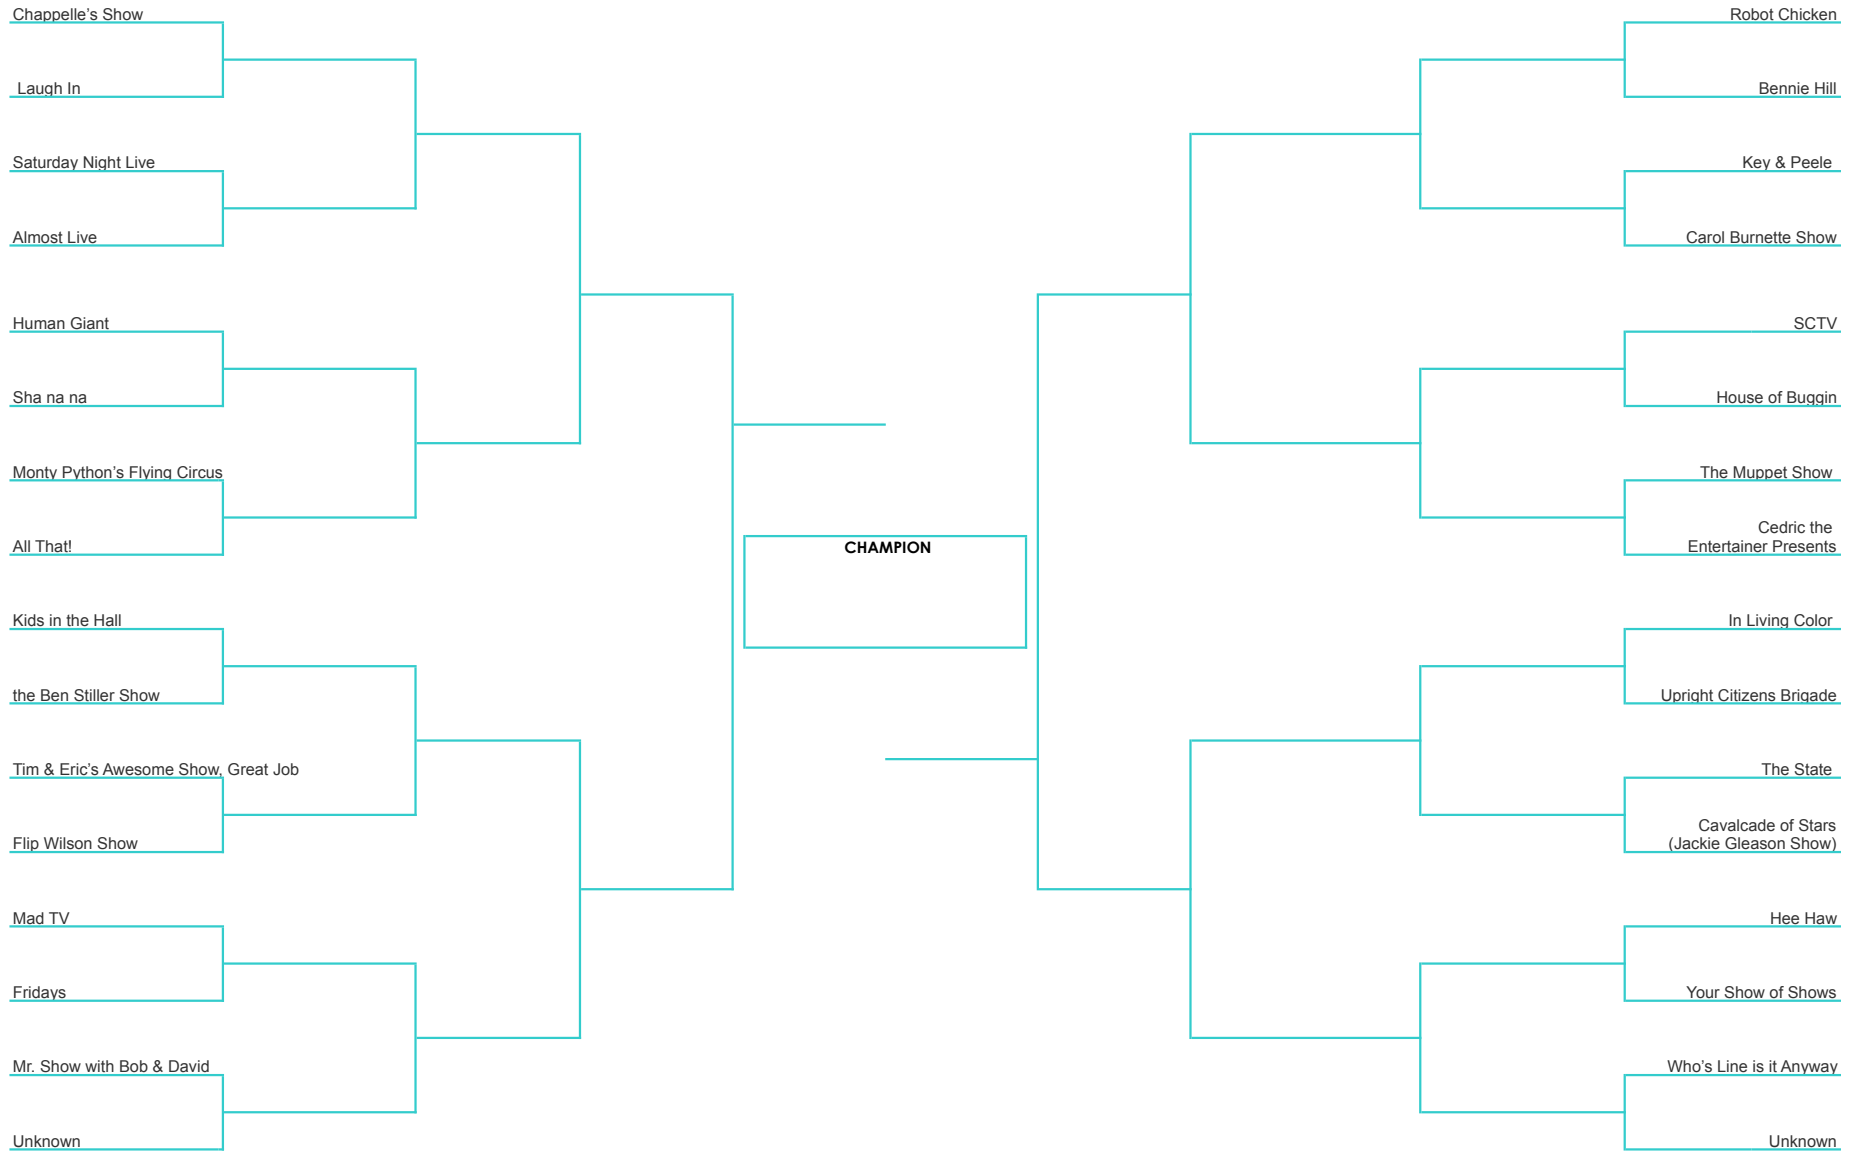 Chappelle’s Show
Laugh In
Saturday Night Live
Almost Live
Human Giant
Sha na na
Monty Python’s Flying Circus
All That!
Kids in the Hall
the Ben Stiller Show
Tim & Eric’s Awesome Show, Great Job
Flip Wilson Show
Mad TV
Fridays
Mr. Show with Bob & David
Unknown
CHAMPION
Robot Chicken
Bennie Hill
Key & Peele
Carol Burnette Show
SCTV
House of Buggin
The Muppet Show
Cedric the
Entertainer Presents
In Living Color
Upright Citizens Brigade
The State
Cavalcade of Stars
(Jackie Gleason Show)
Hee Haw
Your Show of Shows
Who’s Line is it Anyway
Unknown